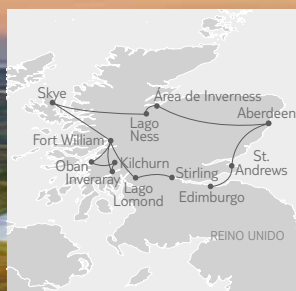 Skye
Área de Inverness
Aberdeen
Lago
Ness
Fort William
Oban
Kilchurn
Inveraray
Lago
Lomond
Stirling
St.
Andrews
Edimburgo
REINO UNIDO